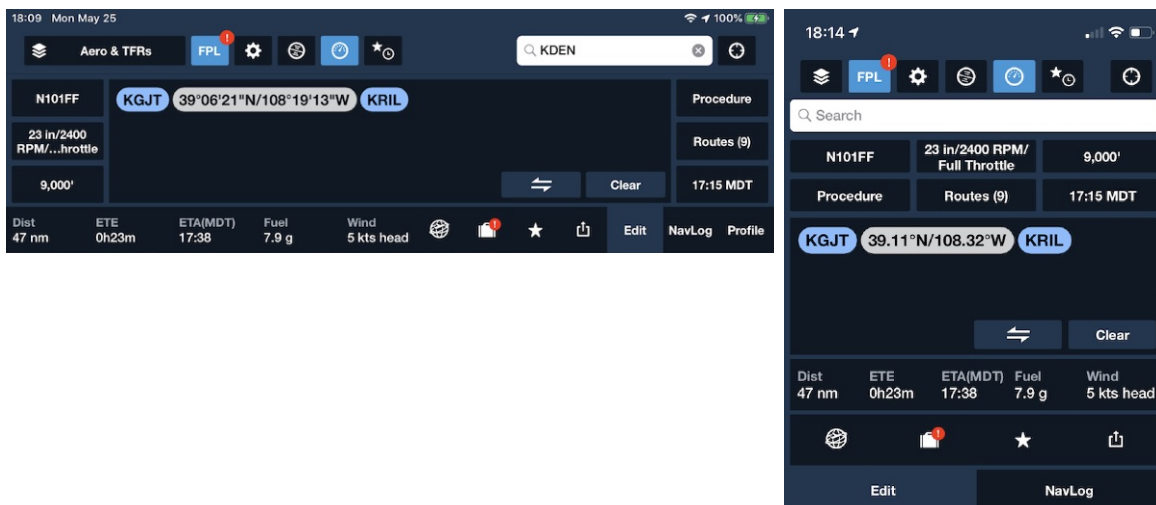 18:09 Mon May 25
100%
Aero & TFRs
FPL
KDEN
N101FF
KGJT 39°06'21"N/108°19'13"W KRIL
Procedure
23 in/2400
RPM/...hrottle
Routes (9)
9,000'
Clear
17:15 MDT
Dist ETE ETA(MDT) Fuel Wind
47 nm 0h23m 17:38 7.9 g 5 kts head
Edit NavLog Profile
18:14
FPL
Search
N101FF
23 in/2400 RPM/
Full Throttle
9,000'
Procedure
Routes (9)
17:15 MDT
KGJT 39.11°N/108.32°W KRIL
Clear
Dist ETE ETA(MDT) Fuel Wind
47 nm 0h23m 17:38 7.9 g 5 kts head
Edit NavLog